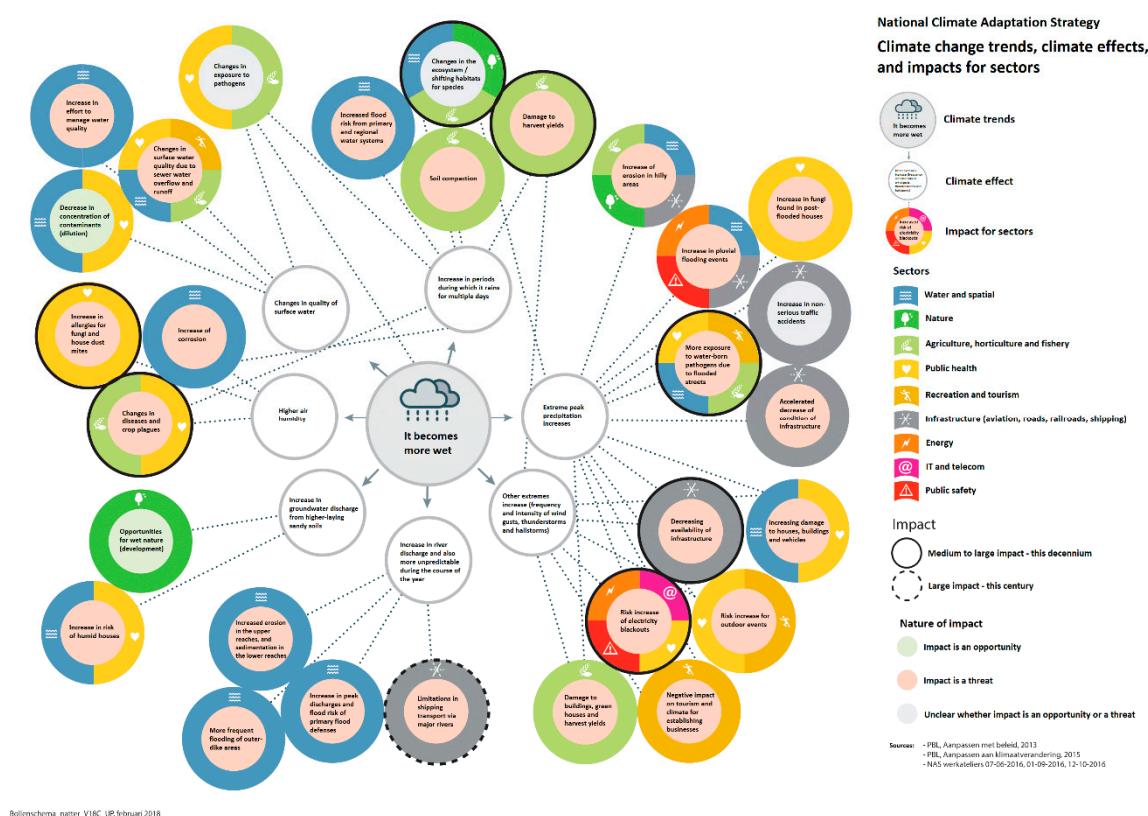 National Climate Adaptation Strategy
Climate change trends, climate effects,
and impacts for sectors
It becomes
more wet
Climate trends
Climate effect
Increased
risk of
electricity
blackouts
Impact for sectors
Sectors
Water and spatial
Nature
Agriculture, horticulture and fishery
Public health
Recreation and tourism
Infrastructure (aviation, roads, railroads, shipping)
Energy
@
IT and telecom
Public safety
Impact
Medium to large impact - this decennium
Large impact - this century
Nature of impact
Impact is an opportunity
Impact is a threat
Unclear whether impact is an opportunity or a threat
Sources:
- PBL, Aanpassen met beleid, 2013
- PBL, Aanpassen aan klimaatverandering, 2015
- NAS werkateliers 07-06-2016, 01-09-2016, 12-10-2016
Changes in
exposure to
pathogens
Increase in
effort to
manage water
quality
Changes in
surface water
quality due to
sewer water
overflow and
runoff
Decrease in
concentration of
contaminants
(dilution)
Increased flood
risk from primary
and regional
water systems
Changes in the
ecosystem /
shifting habitats
for species
Soil compaction
Damage to
harvest yields
Increase of
erosion in hilly
areas
Increase in pluvial
flooding events
Increase in fungi
found in post-
flooded houses
Increase in non-
serious traffic
accidents
More exposure
to water-born
pathogens due
to flooded
streets
Accelerated
decrease of
condition of
infrastructure
Changes in quality of
surface water
Increase in periods
during which it rains
for multiple days
Increase in
allergies for
fungi and
house dust
mites
Increase of
corrosion
Changes in
diseases and
crop plagues
Higher air
humidity
It becomes
more wet
Extreme peak
precipitation
increases
Increase in
groundwater discharge
from higher-laying
sandy soils
Increase in river
discharge and also
more unpredictable
during the course of
the year
Other extremes
increase (frequency
and intensity of wind
gusts, thunderstorms
and hailstorms)
Opportunities
for wet nature
(development)
Increase in risk
of humid houses
Increased erosion
in the upper
reaches, and
sedimentation in
the lower reaches
More frequent
flooding of outer-
dike areas
Increase in peak
discharges and
flood risk of
primary flood
defenses
Limitations in
shipping
transport via
major rivers
Decreasing
availability of
infrastructure
Increasing damage
to houses, buildings
and vehicles
@
Risk increase
of electricity
blackouts
Risk increase for
outdoor events
Damage to
buildings, green
houses and
harvest yields
Negative impact
on tourism and
climate for
establishing
businesses
Bollenschema_natter_V18C_UP, februari 2018